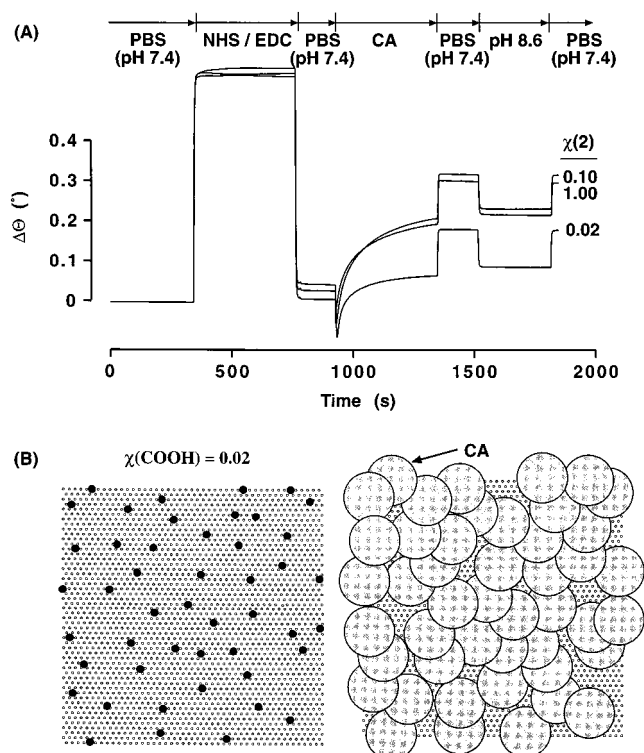 (A)
PBS (pH 7.4)
NHS / EDC
PBS (pH 7.4)
CA
PBS (pH 7.4)
pH 8.6
PBS (pH 7.4)
χ(2)
0.10
1.00
0.02
ΔΘ (°)
0.4
0.3
0.2
0.1
0
0
500
1000
1500
2000
Time (s)
(B)
χ(COOH) = 0.02
CA